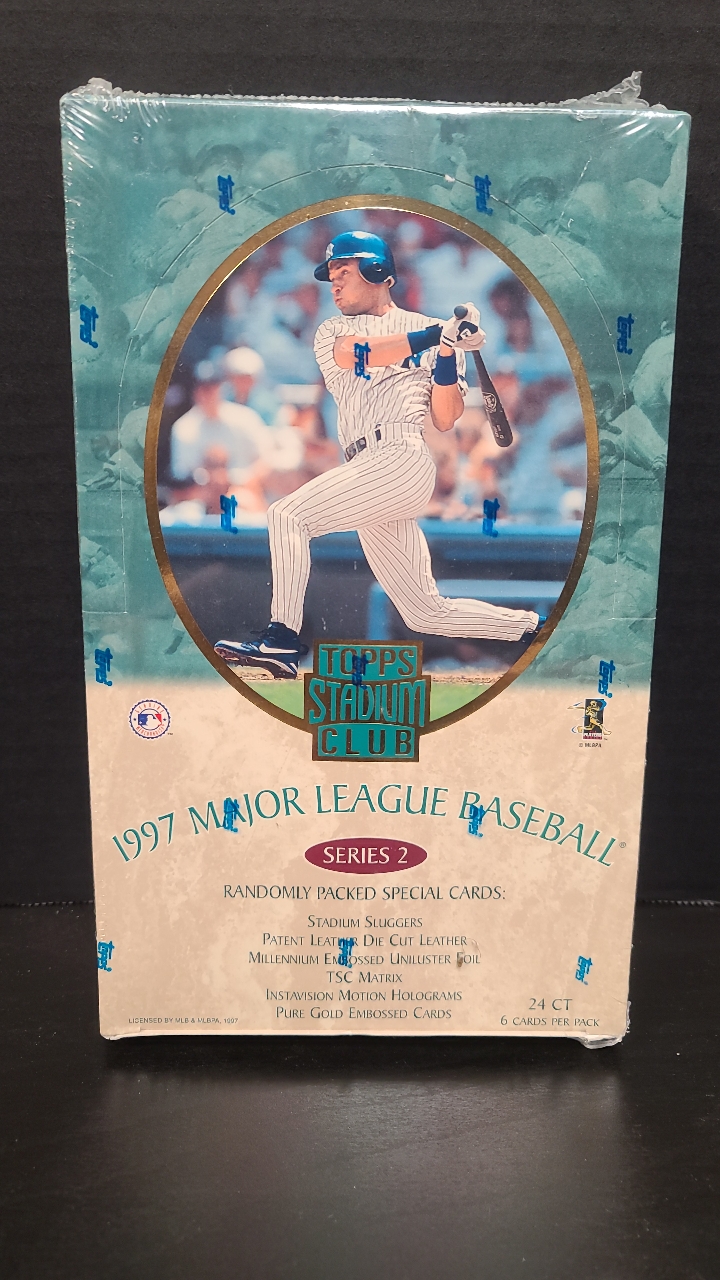 TOPPS
STADIUM
CLUB
© MLBPA
1997 MAJOR LEAGUE BASEBALL®
SERIES 2
RANDOMLY PACKED SPECIAL CARDS:
STADIUM SLUGGERS
PATENT LEATHER DIE CUT LEATHER
MILLENNIUM EMBOSSED UNILUSTER FOIL
TSC MATRIX
INSTAVISION MOTION HOLOGRAMS
PURE GOLD EMBOSSED CARDS
24 CT
6 CARDS PER PACK
LICENSED BY MLB & MLBPA, 1997